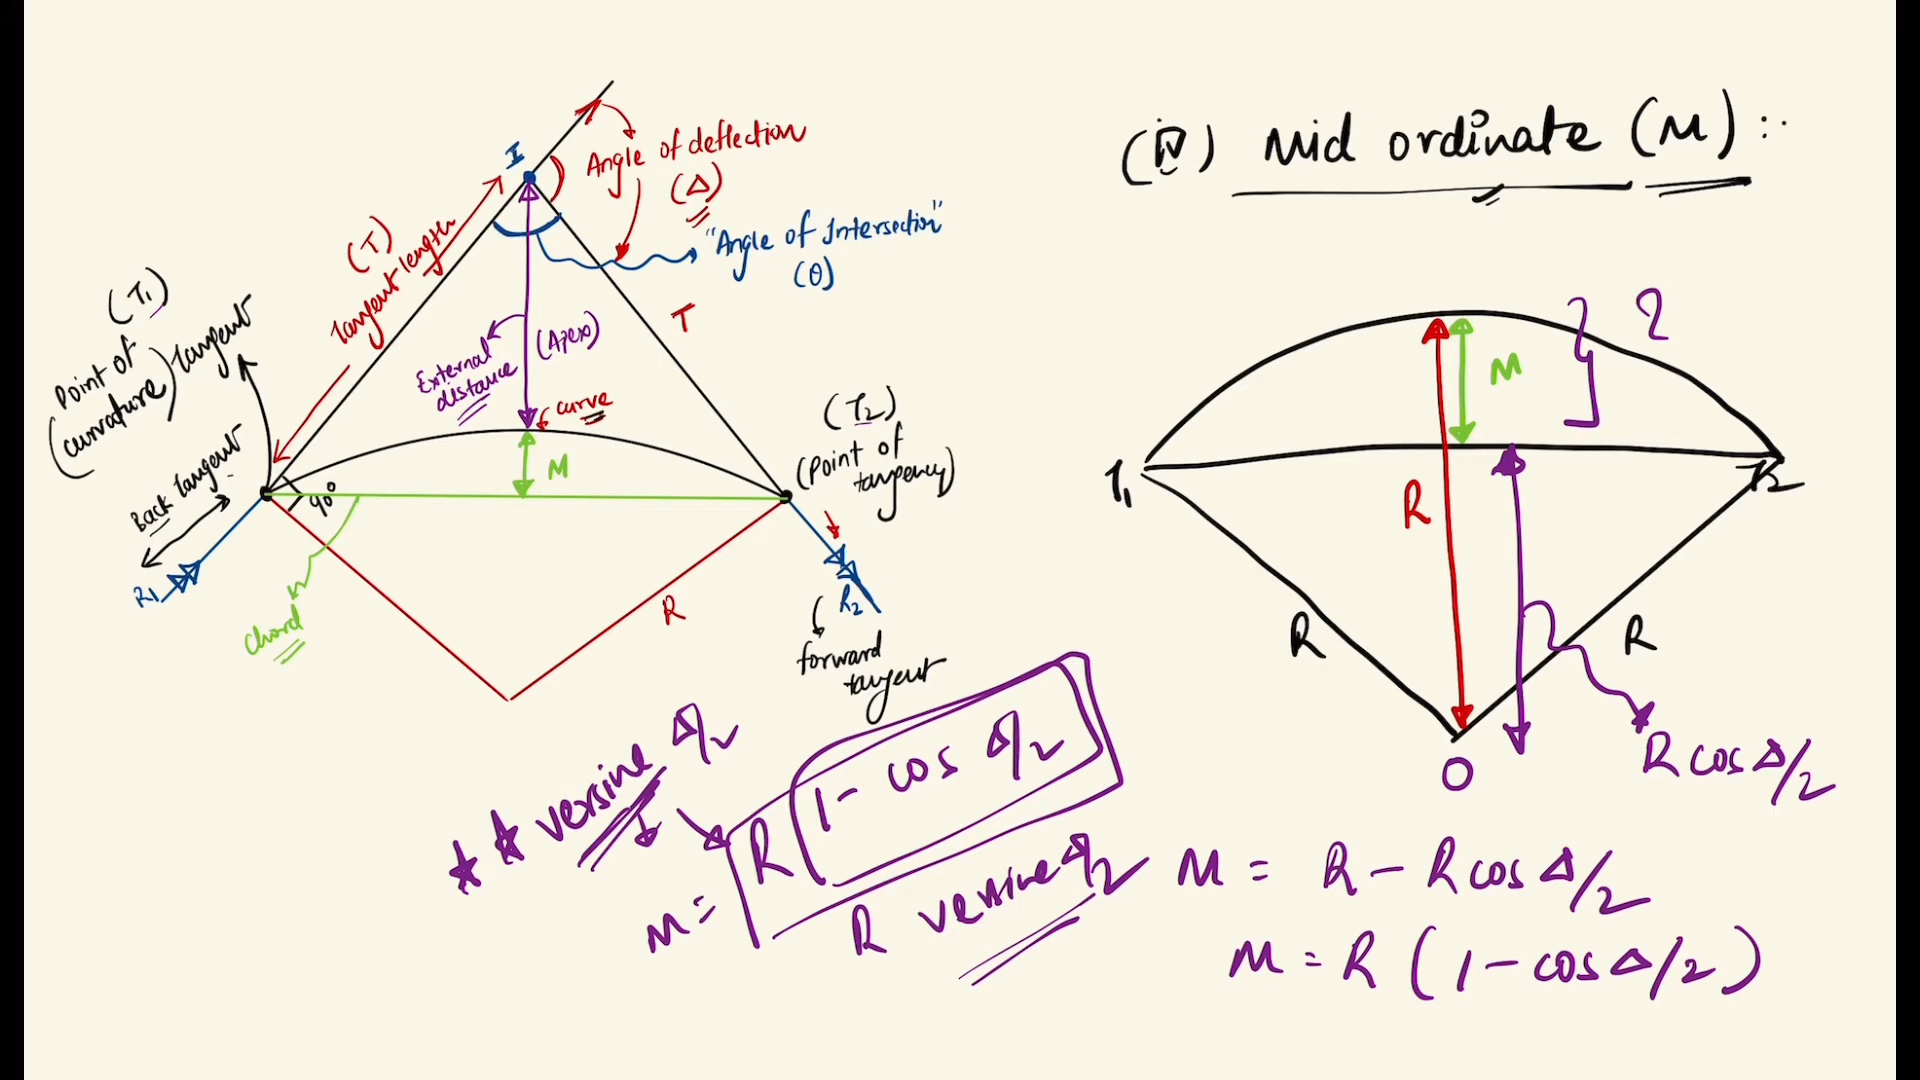 I
Angle of deflection
(Δ)
"Angle of Intersection"
(θ)
(T)
Tangent length
(T₁)
Point of
(curvature) tangent
Back tangent
R1
90°
External
distance
(Apex)
curve
M
T
(T₂)
(Point of
tangency)
R₂
forward
tangent
chord
R
(iv) Mid ordinate (M) :-
M
R
T₁
T2
R
R
O
R cos Δ/2
versine Δ/2
M = R(1 - cos Δ/2
R versine Δ/2
M = R - R cos Δ/2
M = R (1 - cos Δ/2)